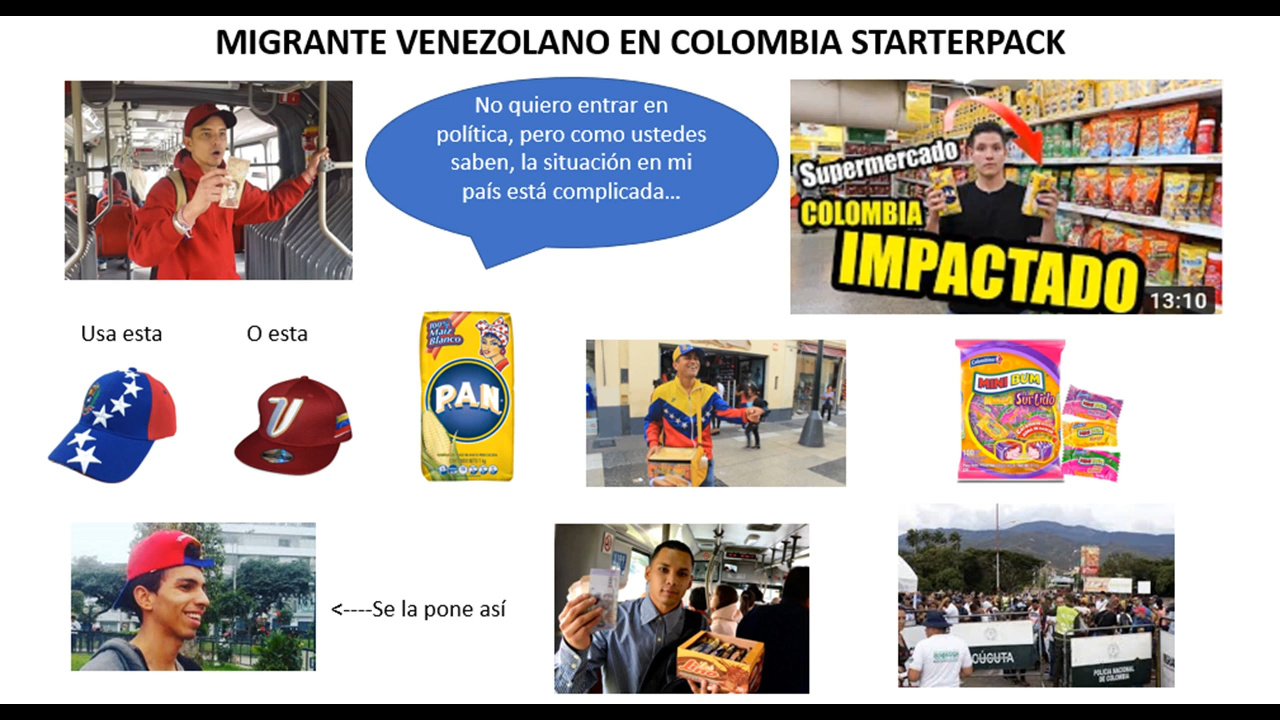 MIGRANTE VENEZOLANO EN COLOMBIA STARTERPACK
No quiero entrar en
política, pero como ustedes
saben, la situación en mi
país está complicada...
Supermercado
COLOMBIA
IMPACTADO
13:10
Usa esta
O esta
100%
Maíz
Blanco
P.A.N.
Colombina
MINI BUM
Surtido
<----Se la pone así
CÚCUTA
POLICIA NACIONAL
DE COLOMBIA